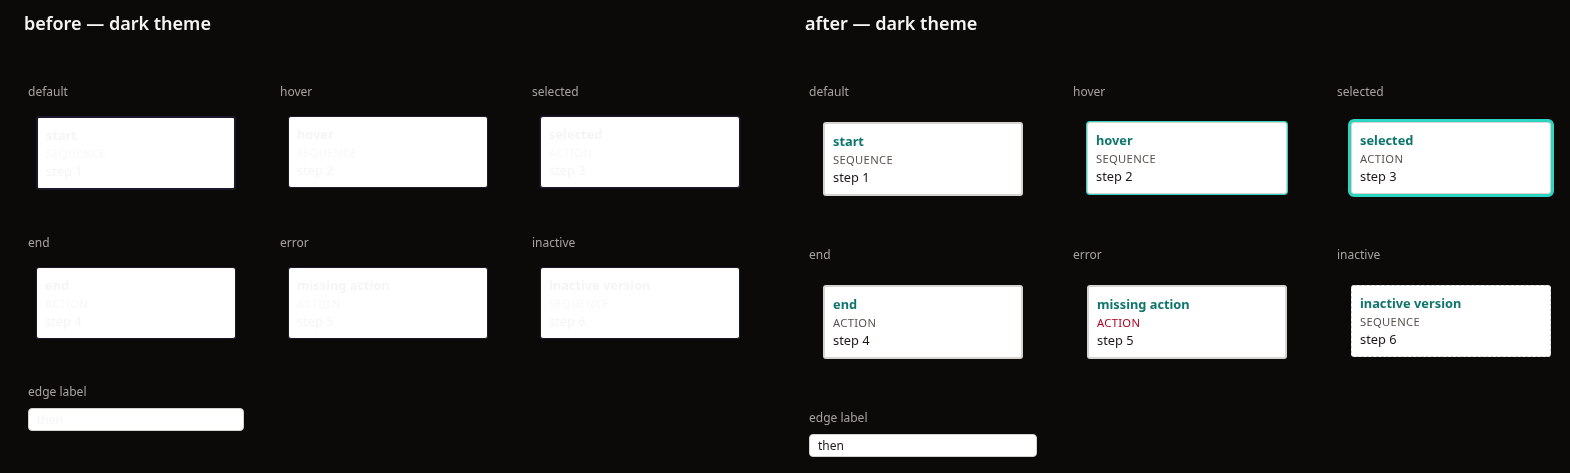 before — dark theme
default
hover
selected
start
SEQUENCE
step 1
hover
SEQUENCE
step 2
selected
ACTION
step 3
end
error
inactive
end
ACTION
step 4
missing action
ACTION
step 5
inactive version
SEQUENCE
step 6
edge label
then
after — dark theme
default
hover
selected
start
SEQUENCE
step 1
hover
SEQUENCE
step 2
selected
ACTION
step 3
end
error
inactive
end
ACTION
step 4
missing action
ACTION
step 5
inactive version
SEQUENCE
step 6
edge label
then